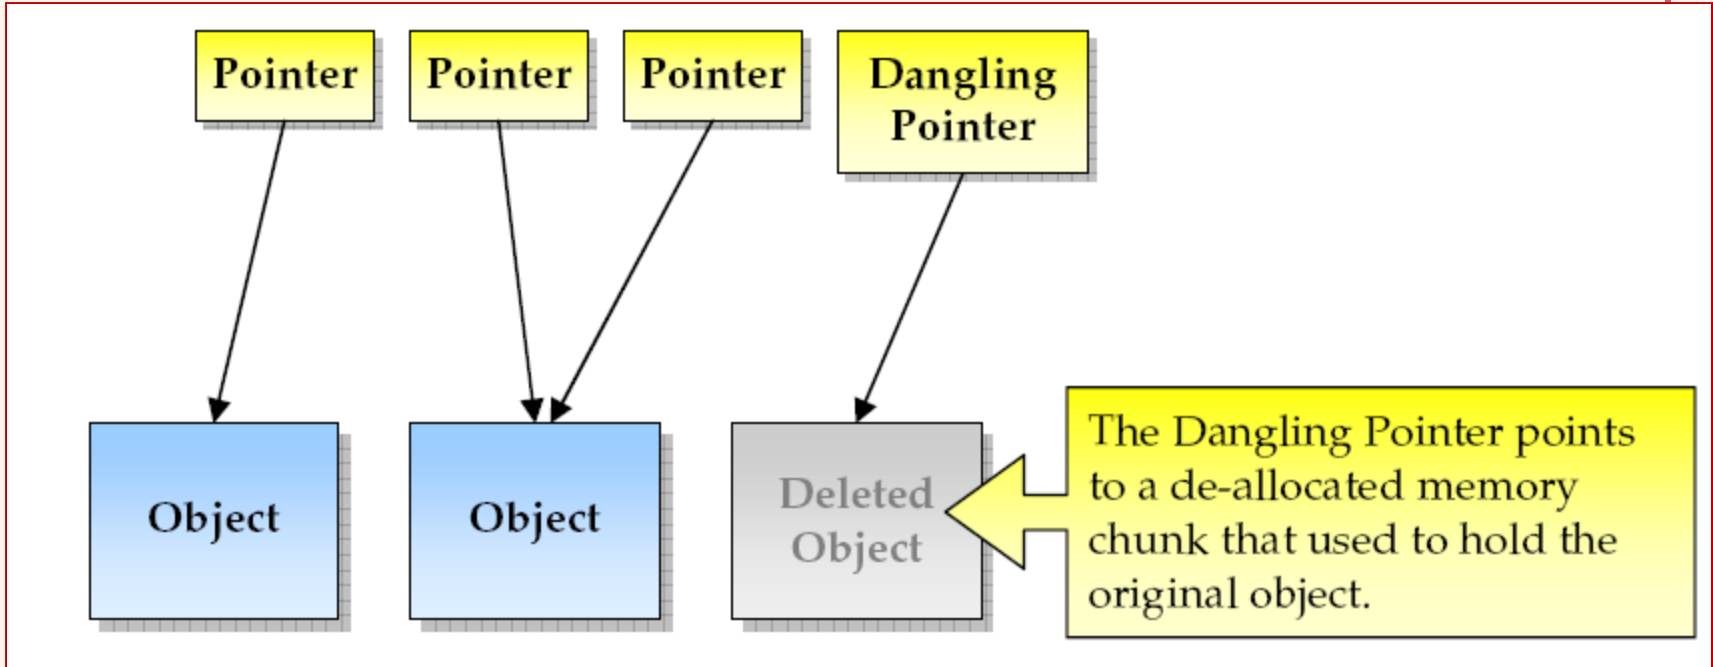 Pointer
Pointer
Pointer
Dangling
Pointer
Object
Object
Deleted
Object
The Dangling Pointer points
to a de-allocated memory
chunk that used to hold the
original object.